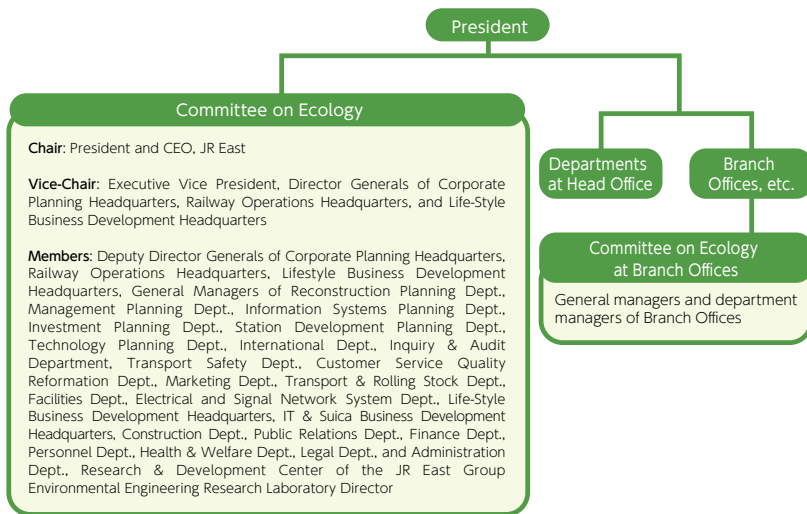 President
Committee on Ecology
Chair: President and CEO, JR East
Vice-Chair: Executive Vice President, Director Generals of Corporate
Planning Headquarters, Railway Operations Headquarters, and Life-Style
Business Development Headquarters
Members: Deputy Director Generals of Corporate Planning Headquarters,
Railway Operations Headquarters, Lifestyle Business Development
Headquarters, General Managers of Reconstruction Planning Dept.,
Management Planning Dept., Information Systems Planning Dept.,
Investment Planning Dept., Station Development Planning Dept.,
Technology Planning Dept., International Dept., Inquiry & Audit
Department, Transport Safety Dept., Customer Service Quality
Reformation Dept., Marketing Dept., Transport & Rolling Stock Dept.,
Facilities Dept., Electrical and Signal Network System Dept., Life-Style
Business Development Headquarters, IT & Suica Business Development
Headquarters, Construction Dept., Public Relations Dept., Finance Dept.,
Personnel Dept., Health & Welfare Dept., Legal Dept., and Administration
Dept., Research & Development Center of the JR East Group
Environmental Engineering Research Laboratory Director
Departments
at Head Office
Branch
Offices, etc.
Committee on Ecology
at Branch Offices
General managers and department
managers of Branch Offices